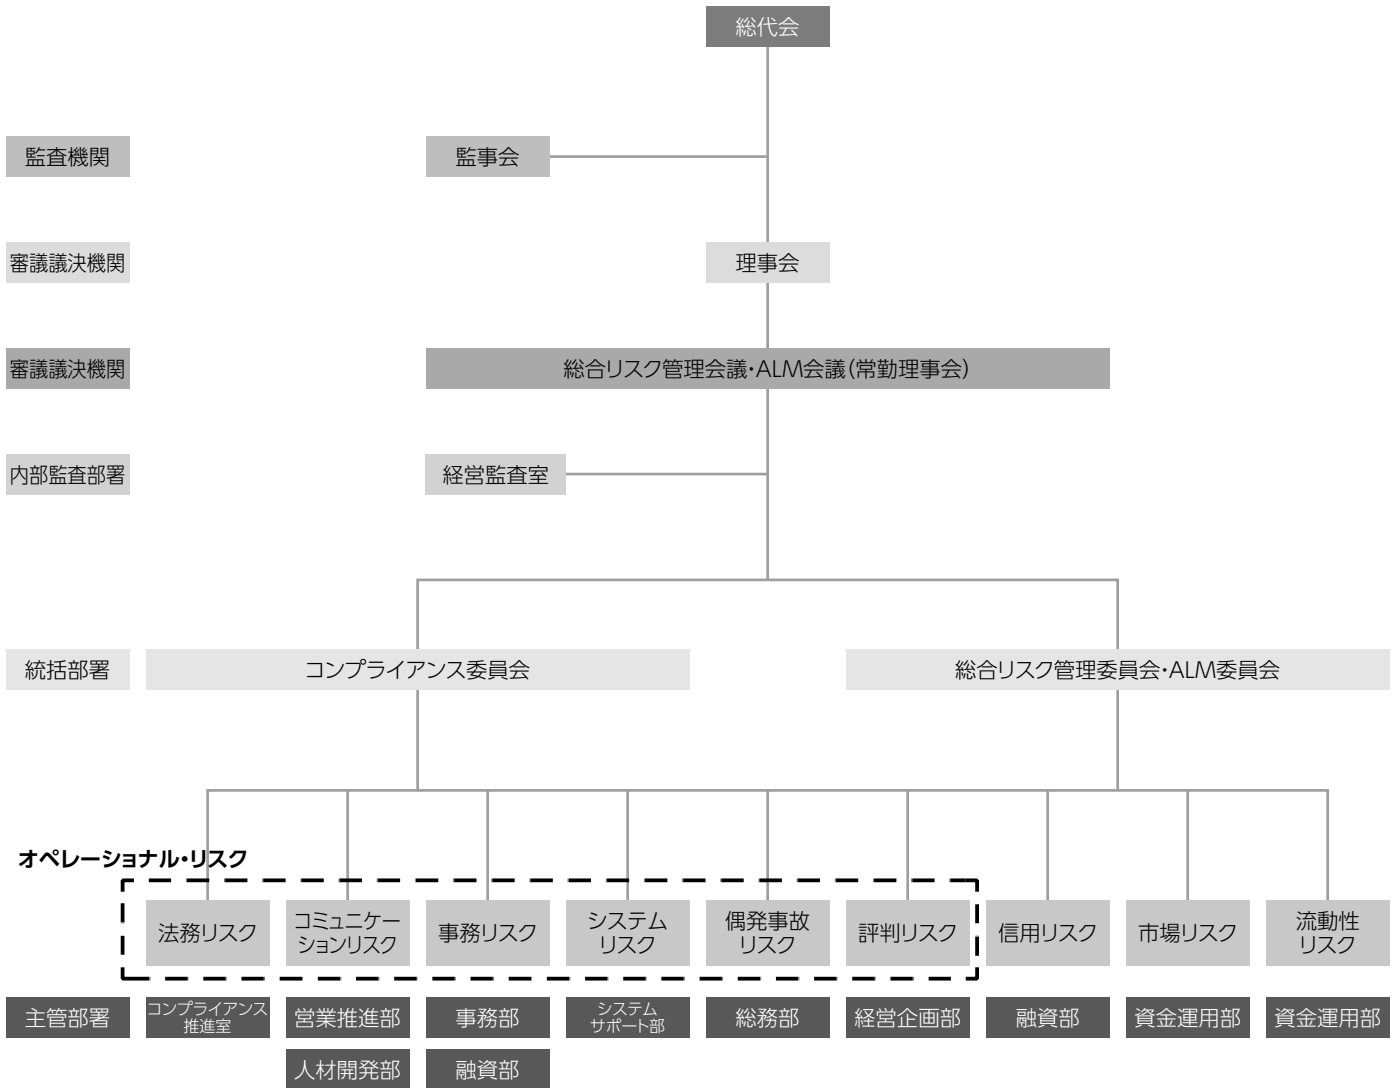 総代会
監査機関
監事会
審議議決機関
理事会
審議議決機関
総合リスク管理会議・ALM会議(常勤理事会)
内部監査部署
経営監査室
統括部署
コンプライアンス委員会
総合リスク管理委員会・ALM委員会
オペレーショナル・リスク
法務リスク
コミュニケー
ションリスク
事務リスク
システム
リスク
偶発事故
リスク
評判リスク
信用リスク
市場リスク
流動性
リスク
主管部署
コンプライアンス
推進室
営業推進部
事務部
システム
サポート部
総務部
経営企画部
融資部
資金運用部
資金運用部
人材開発部
融資部